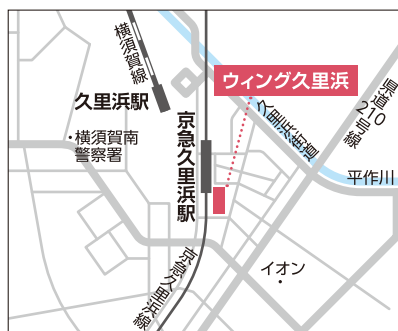 横須賀線
久里浜駅
・横須賀南
警察署
ウィング久里浜
京急久里浜駅
久里浜街道
県道210号線
平作川
京急久里浜線
イオン